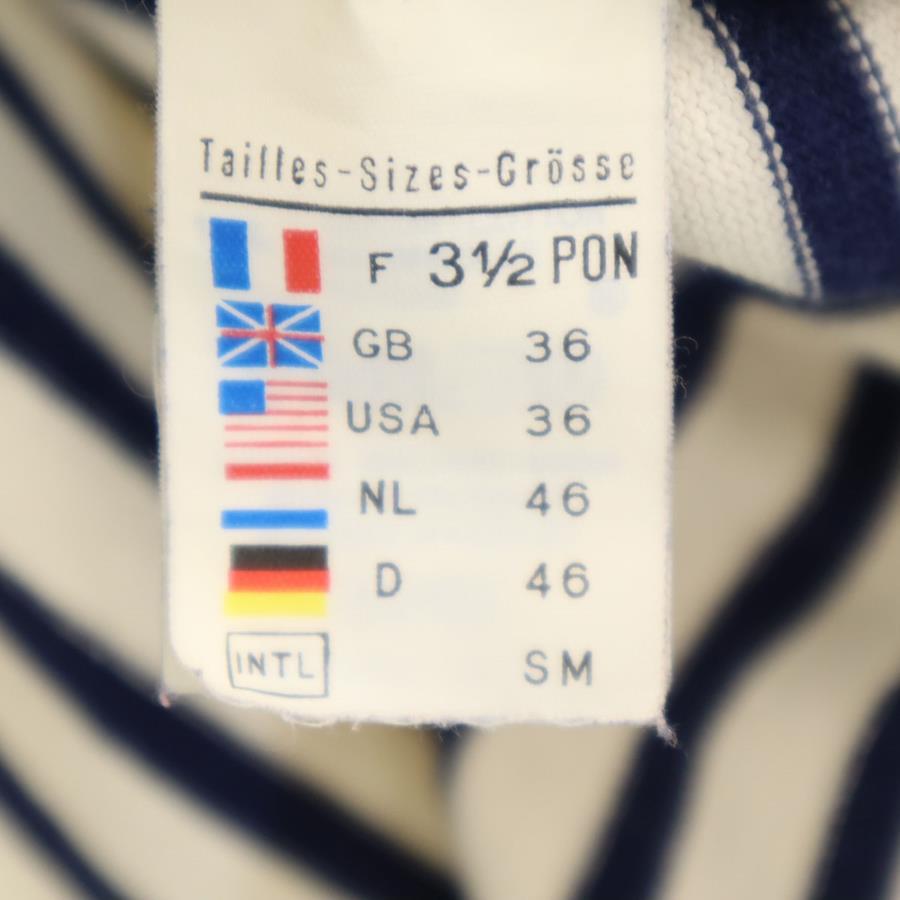 Tailles-Sizes-Grösse
F 3½ PON
GB 36
USA 36
NL 46
D 46
INTL SM